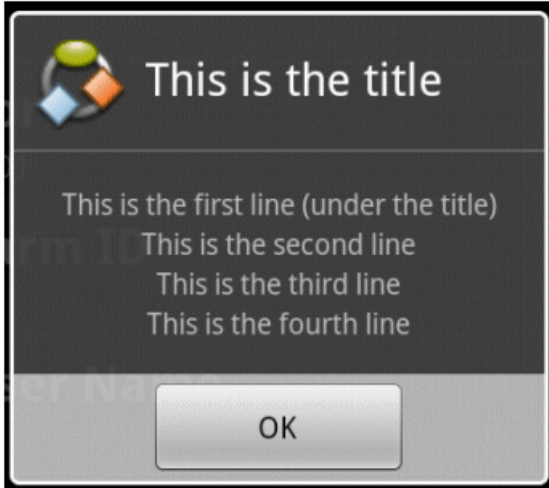 This is the title
This is the first line (under the title)
This is the second line
This is the third line
This is the fourth line
OK